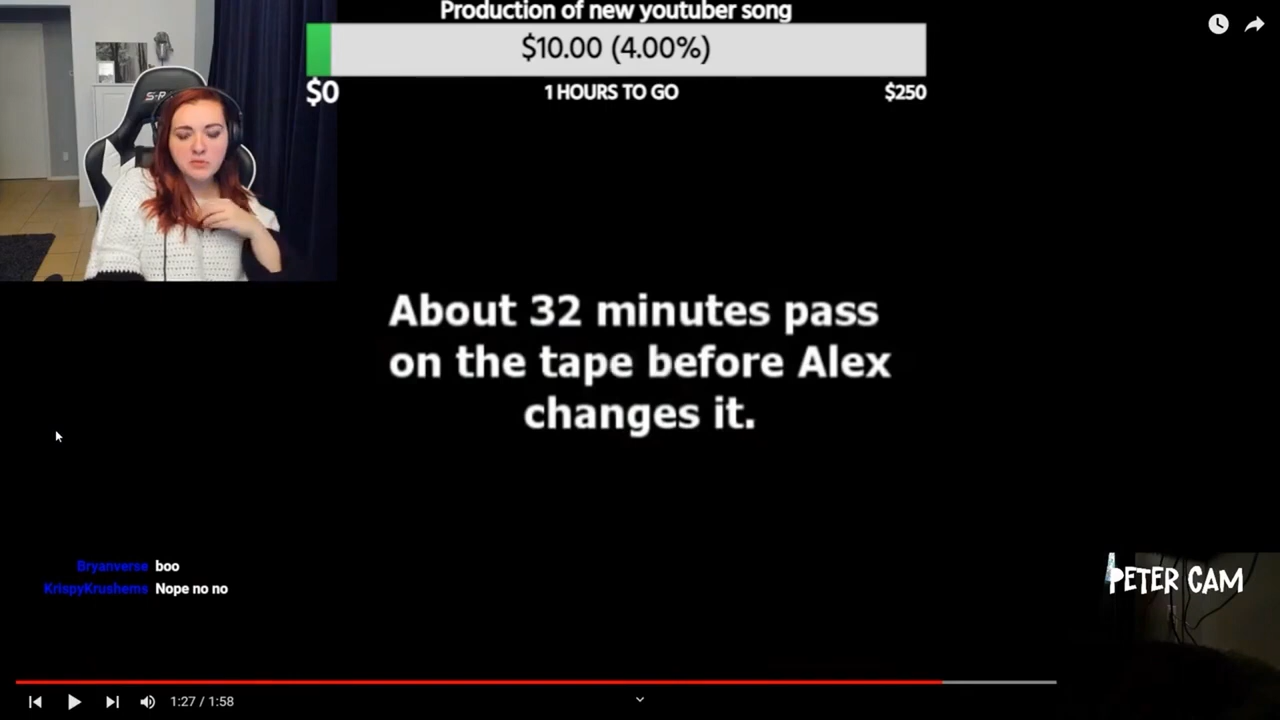 Production of new youtuber song
$10.00 (4.00%)
$0
1 HOURS TO GO
$250
About 32 minutes pass
on the tape before Alex
changes it.
Bryanverse boo
KrispyKrushems Nope no no
PETER CAM
1:27 / 1:58